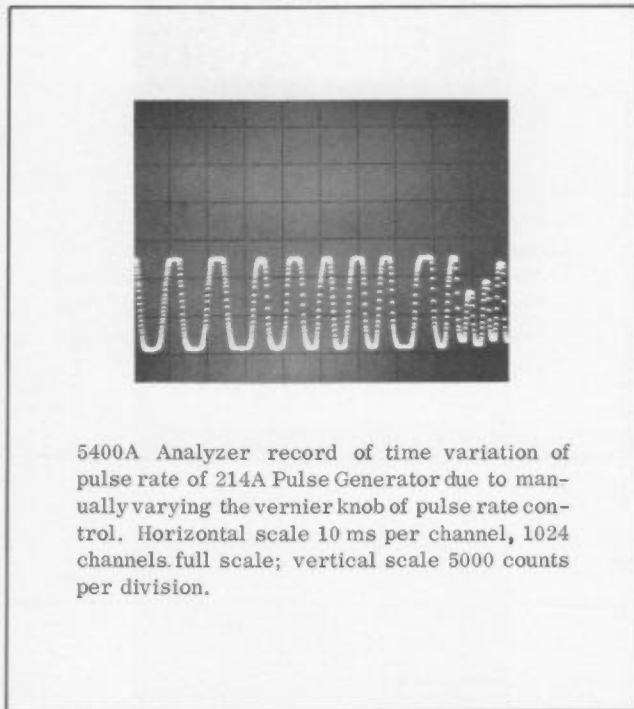 5400A Analyzer record of time variation of
pulse rate of 214A Pulse Generator due to man-
ually varying the vernier knob of pulse rate con-
trol. Horizontal scale 10 ms per channel, 1024
channels full scale; vertical scale 5000 counts
per division.